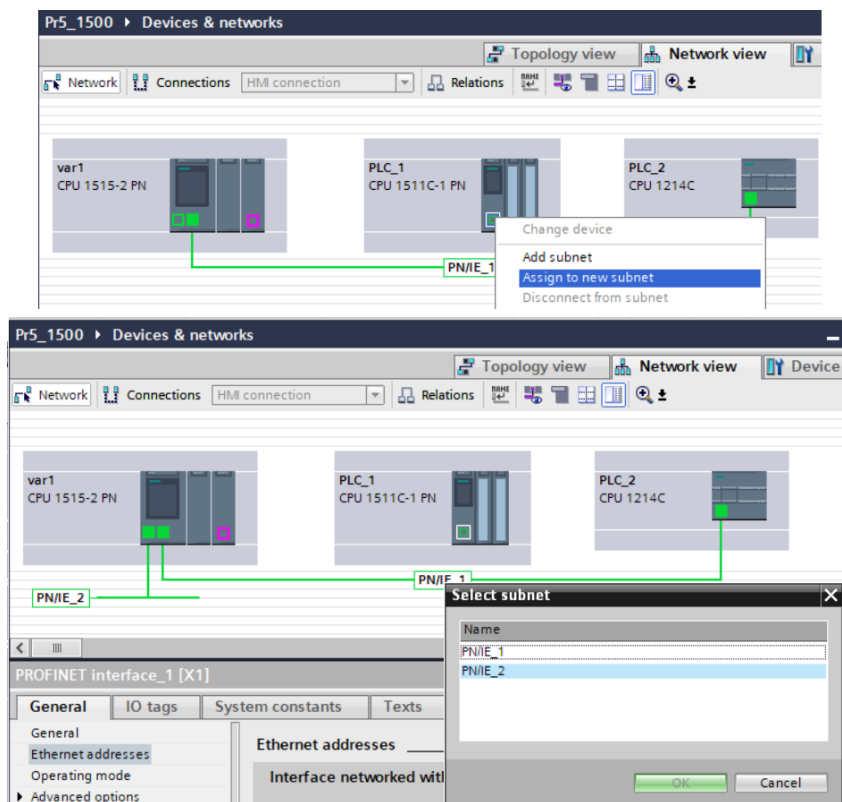 Pr5_1500 ▸ Devices & networks
Topology view Network view
Network Connections HMI connection Relations
var1
CPU 1515-2 PN
PLC_1
CPU 1511C-1 PN
PLC_2
CPU 1214C
Change device
Add subnet
PN/IE_1
Assign to new subnet
Disconnect from subnet
Pr5_1500 ▸ Devices & networks
Topology view Network view Device
Network Connections HMI connection Relations
var1
CPU 1515-2 PN
PLC_1
CPU 1511C-1 PN
PLC_2
CPU 1214C
PN/IE_1
PN/IE_2
Select subnet
Name
PN/IE_1
PN/IE_2
PROFINET interface_1 [X1]
General IO tags System constants Texts
General
Ethernet addresses
Operating mode
Advanced options
Ethernet addresses
Interface networked with
OK Cancel